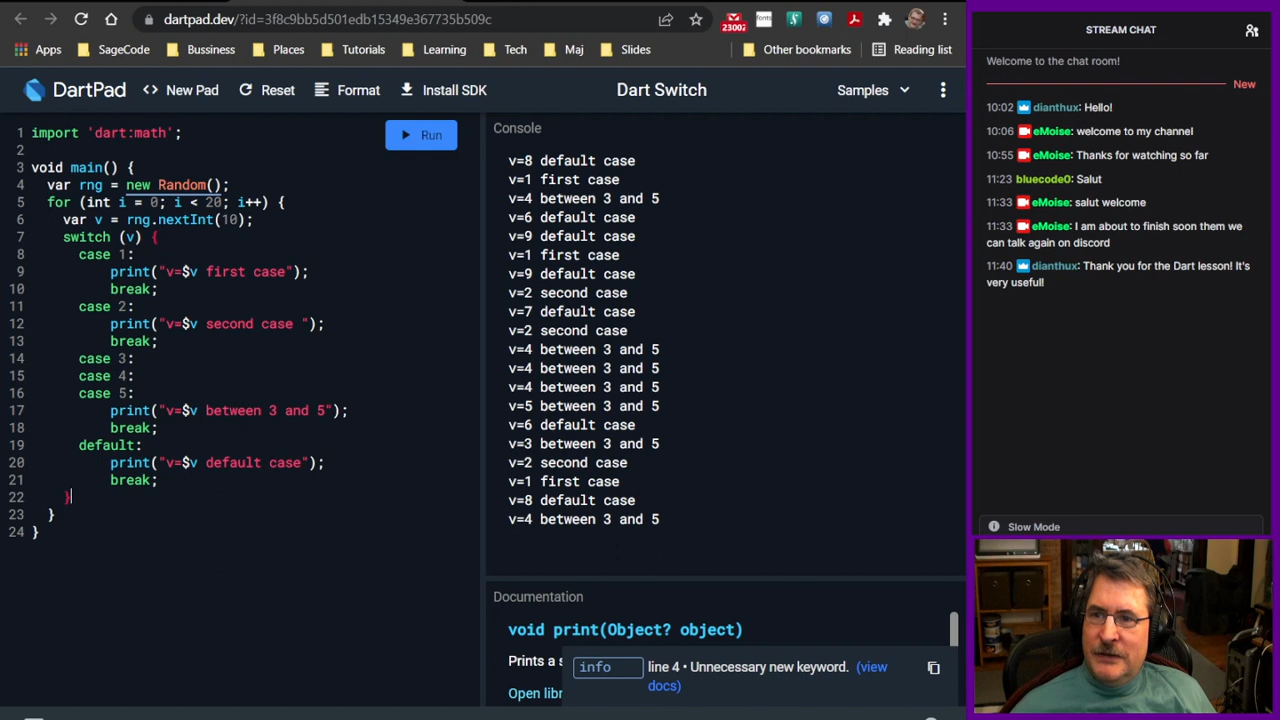 dartpad.dev/?id=3f8c9bb5d501edb15349e367735b509c
23002
fonts
Apps SageCode Bussiness Places Tutorials Learning Tech Maj Slides Other bookmarks Reading list
DartPad <> New Pad Reset Format Install SDK Dart Switch Samples
Run
1 import 'dart:math';
2
3 void main() {
4 var rng = new Random();
5 for (int i = 0; i < 20; i++) {
6 var v = rng.nextInt(10);
7 switch (v) {
8 case 1:
9 print("v=$v first case");
10 break;
11 case 2:
12 print("v=$v second case ");
13 break;
14 case 3:
15 case 4:
16 case 5:
17 print("v=$v between 3 and 5");
18 break;
19 default:
20 print("v=$v default case");
21 break;
22 }
23 }
24 }
Console
v=8 default case
v=1 first case
v=4 between 3 and 5
v=6 default case
v=9 default case
v=1 first case
v=9 default case
v=2 second case
v=7 default case
v=2 second case
v=4 between 3 and 5
v=4 between 3 and 5
v=4 between 3 and 5
v=5 between 3 and 5
v=6 default case
v=3 between 3 and 5
v=2 second case
v=1 first case
v=8 default case
v=4 between 3 and 5
Documentation
void print(Object? object)
Prints a s
Open libr
info line 4 • Unnecessary new keyword. (view
docs)
STREAM CHAT
Welcome to the chat room!
New
10:02 dianthux: Hello!
10:06 eMoise: welcome to my channel
10:55 eMoise: Thanks for watching so far
11:23 bluecode0: Salut
11:33 eMoise: salut welcome
11:33 eMoise: I am about to finish soon them we
can talk again on discord
11:40 dianthux: Thank you for the Dart lesson! It's
very useful!
Slow Mode